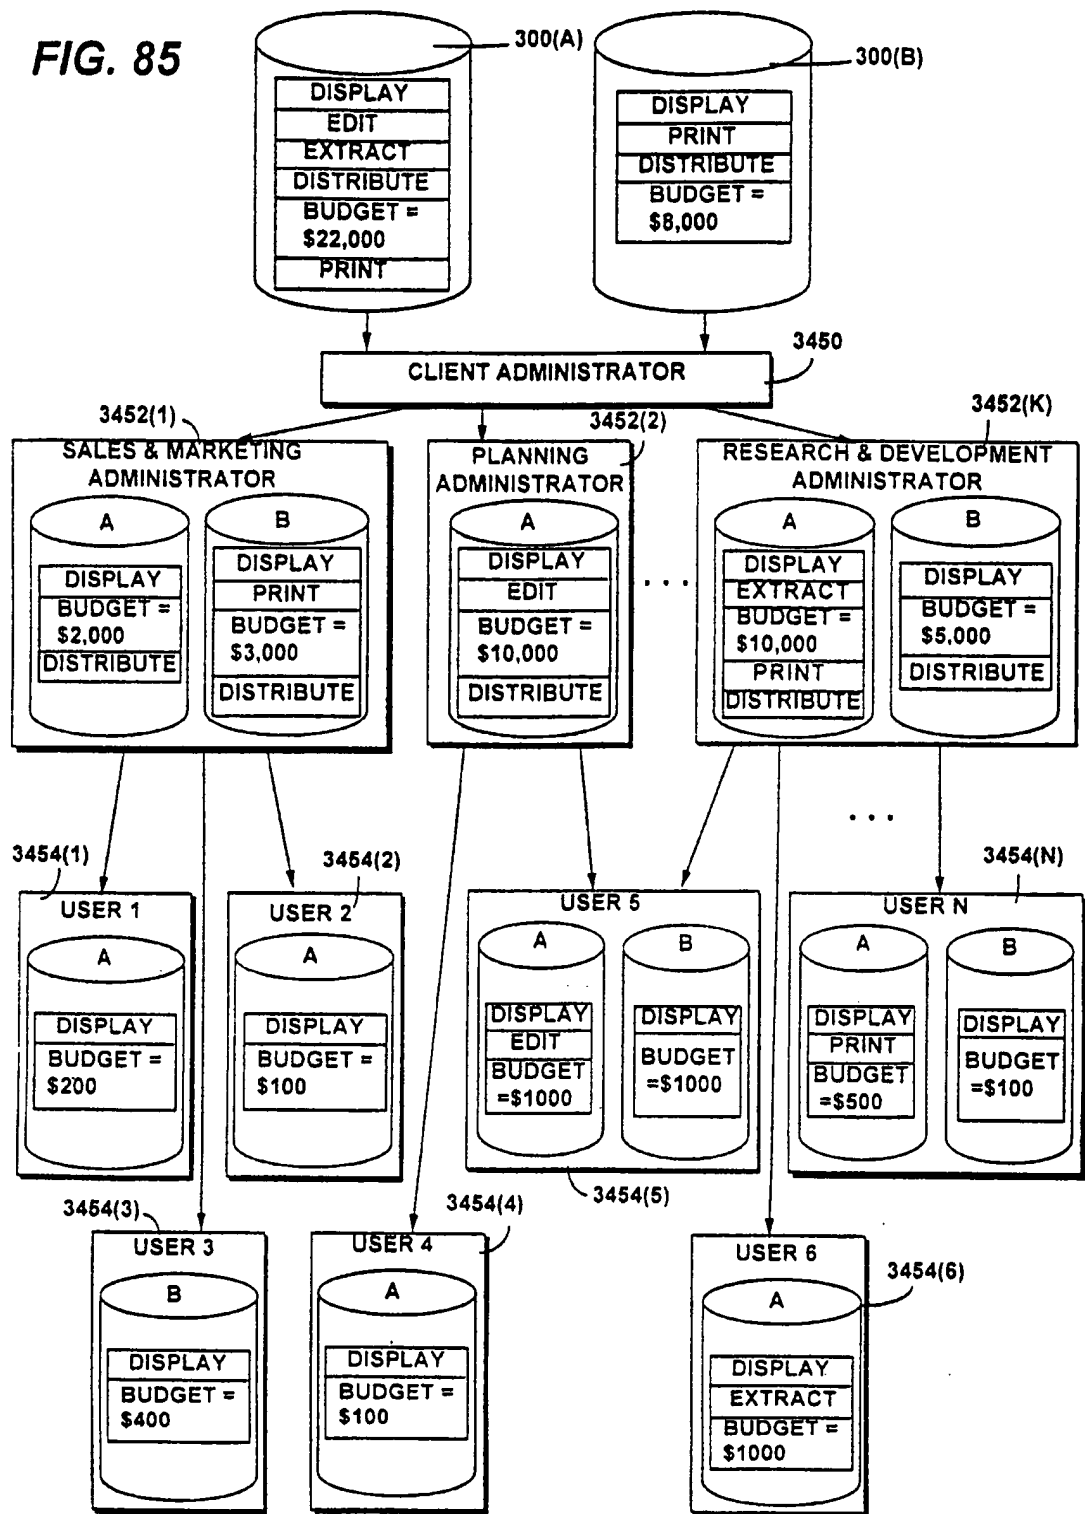 FIG. 85
300(A)
DISPLAY
EDIT
EXTRACT
DISTRIBUTE
BUDGET =
$22,000
PRINT
300(B)
DISPLAY
PRINT
DISTRIBUTE
BUDGET =
$8,000
3450
CLIENT ADMINISTRATOR
3452(1)
SALES & MARKETING
ADMINISTRATOR
A
DISPLAY
BUDGET =
$2,000
DISTRIBUTE
B
DISPLAY
PRINT
BUDGET =
$3,000
DISTRIBUTE
3452(2)
PLANNING
ADMINISTRATOR
A
DISPLAY
EDIT
BUDGET =
$10,000
DISTRIBUTE
. . .
3452(K)
RESEARCH & DEVELOPMENT
ADMINISTRATOR
A
DISPLAY
EXTRACT
BUDGET =
$10,000
PRINT
DISTRIBUTE
B
DISPLAY
BUDGET =
$5,000
DISTRIBUTE
3454(1)
USER 1
A
DISPLAY
BUDGET =
$200
3454(2)
USER 2
A
DISPLAY
BUDGET =
$100
USER 5
A
DISPLAY
EDIT
BUDGET
=$1000
B
DISPLAY
BUDGET
=$1000
3454(5)
. . .
3454(N)
USER N
A
DISPLAY
PRINT
BUDGET
=$500
B
DISPLAY
BUDGET
=$100
3454(3)
USER 3
B
DISPLAY
BUDGET =
$400
3454(4)
USER 4
A
DISPLAY
BUDGET =
$100
USER 6
3454(6)
A
DISPLAY
EXTRACT
BUDGET =
$1000